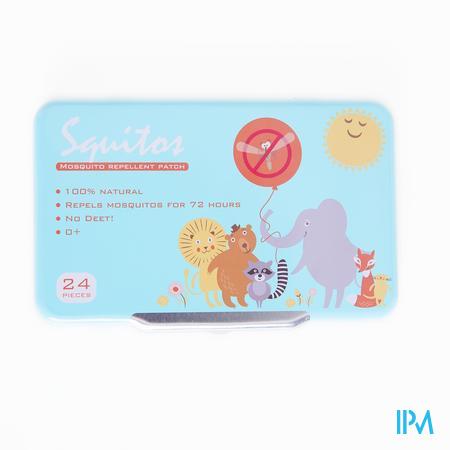 Squitos
MOSQUITO REPELLENT PATCH
• 100% NATURAL
• REPELS MOSQUITOS FOR 72 HOURS
• NO DEET!
• 0+
24
PIECES
IPM